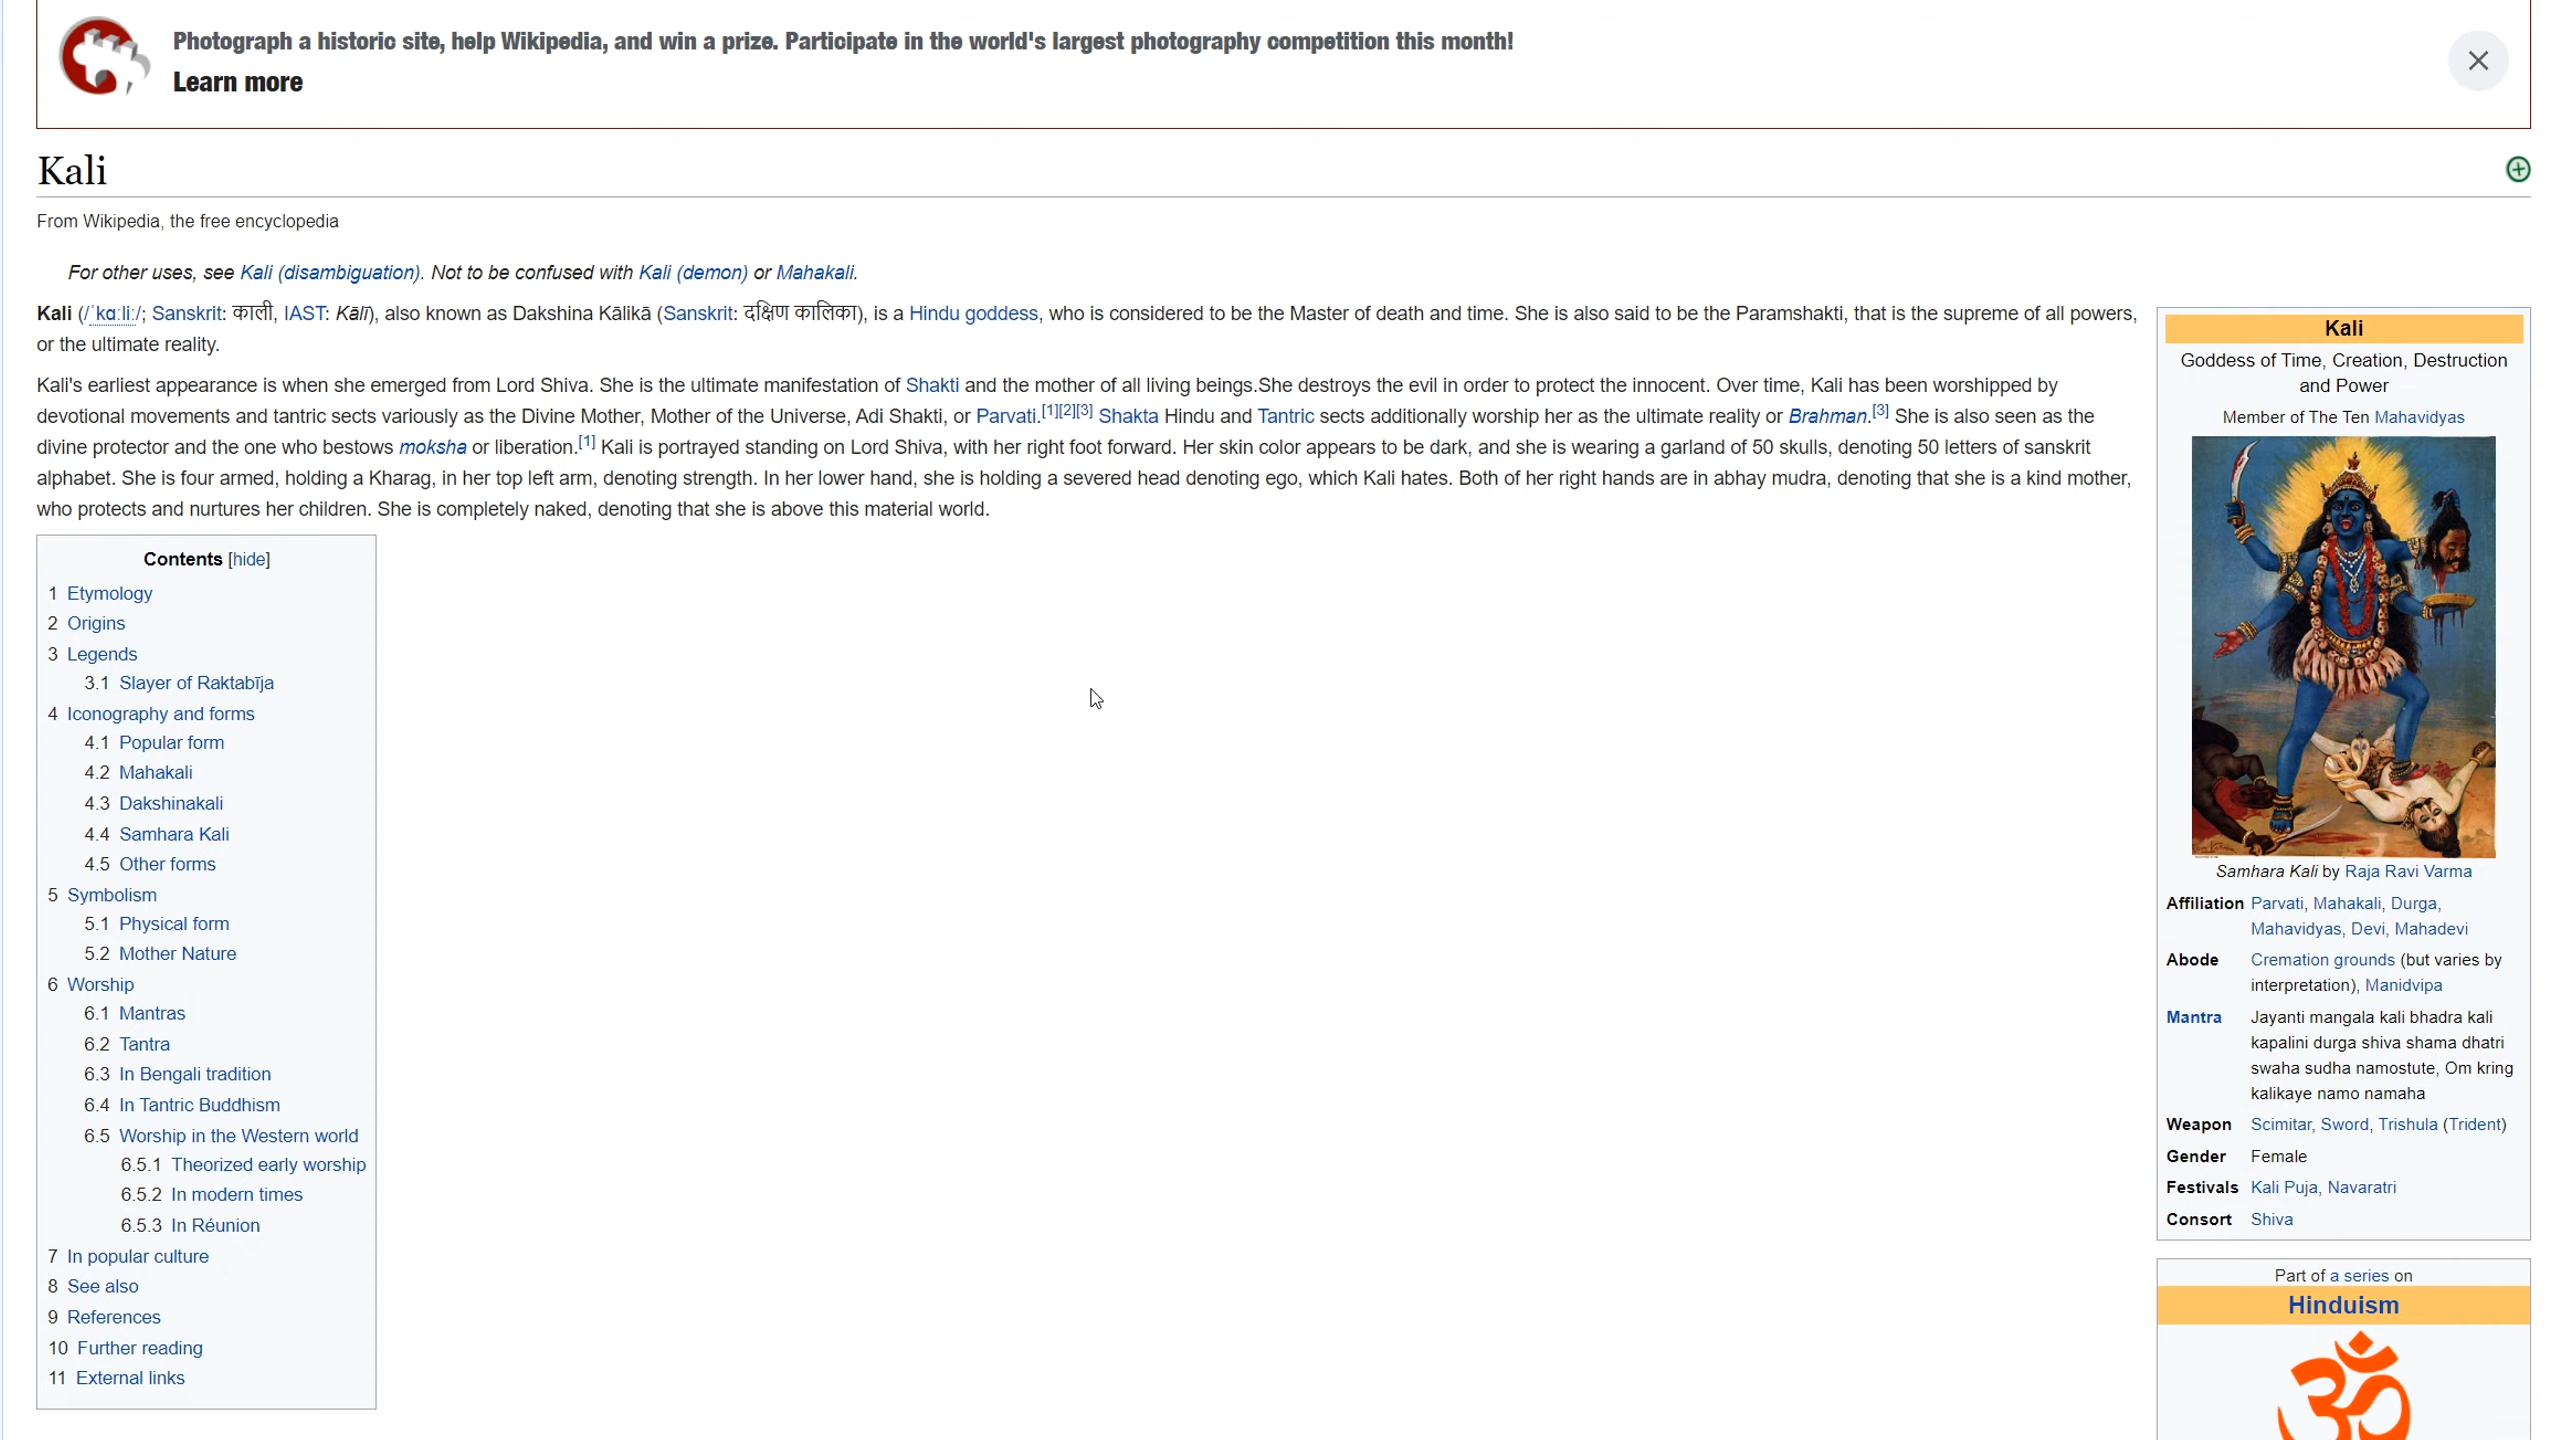 Photograph a historic site, help Wikipedia, and win a prize. Participate in the world's largest photography competition this month!
Learn more
Kali
From Wikipedia, the free encyclopedia
For other uses, see Kali (disambiguation). Not to be confused with Kali (demon) or Mahakali.
Kali (/ˈkɑːliː/; Sanskrit: काली, IAST: Kālī), also known as Dakshina Kālikā (Sanskrit: दक्षिण कालिका), is a Hindu goddess, who is considered to be the Master of death and time. She is also said to be the Paramshakti, that is the supreme of all powers,
or the ultimate reality.
Kali's earliest appearance is when she emerged from Lord Shiva. She is the ultimate manifestation of Shakti and the mother of all living beings.She destroys the evil in order to protect the innocent. Over time, Kali has been worshipped by
devotional movements and tantric sects variously as the Divine Mother, Mother of the Universe, Adi Shakti, or Parvati.[1][2][3] Shakta Hindu and Tantric sects additionally worship her as the ultimate reality or Brahman.[3] She is also seen as the
divine protector and the one who bestows moksha or liberation.[1] Kali is portrayed standing on Lord Shiva, with her right foot forward. Her skin color appears to be dark, and she is wearing a garland of 50 skulls, denoting 50 letters of sanskrit
alphabet. She is four armed, holding a Kharag, in her top left arm, denoting strength. In her lower hand, she is holding a severed head denoting ego, which Kali hates. Both of her right hands are in abhay mudra, denoting that she is a kind mother,
who protects and nurtures her children. She is completely naked, denoting that she is above this material world.
Contents [hide]
1 Etymology
2 Origins
3 Legends
3.1 Slayer of Raktabīja
4 Iconography and forms
4.1 Popular form
4.2 Mahakali
4.3 Dakshinakali
4.4 Samhara Kali
4.5 Other forms
5 Symbolism
5.1 Physical form
5.2 Mother Nature
6 Worship
6.1 Mantras
6.2 Tantra
6.3 In Bengali tradition
6.4 In Tantric Buddhism
6.5 Worship in the Western world
6.5.1 Theorized early worship
6.5.2 In modern times
6.5.3 In Réunion
7 In popular culture
8 See also
9 References
10 Further reading
11 External links
Kali
Goddess of Time, Creation, Destruction
and Power
Member of The Ten Mahavidyas
Samhara Kali by Raja Ravi Varma
Affiliation Parvati, Mahakali, Durga,
Mahavidyas, Devi, Mahadevi
Abode Cremation grounds (but varies by
interpretation), Manidvipa
Mantra Jayanti mangala kali bhadra kali
kapalini durga shiva shama dhatri
swaha sudha namostute, Om kring
kalikaye namo namaha
Weapon Scimitar, Sword, Trishula (Trident)
Gender Female
Festivals Kali Puja, Navaratri
Consort Shiva
Part of a series on
Hinduism
ॐ